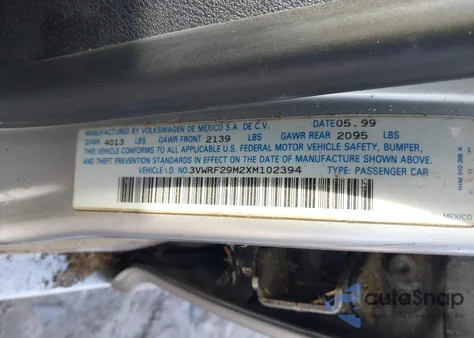 MANUFACTURED BY VOLKSWAGEN DE MEXICO S.A. DE C.V. DATE 05.99
GVWR 4013 LBS GAWR FRONT 2139 LBS GAWR REAR 2095 LBS
THIS VEHICLE CONFORMS TO ALL APPLICABLE U.S. FEDERAL MOTOR VEHICLE SAFETY, BUMPER,
AND THEFT PREVENTION STANDARDS IN EFFECT ON THE DATE OF MANUFACTURE SHOWN ABOVE.
VEHICLE I.D. NO. 3VWRF29M2XM102394 TYPE: PASSENGER CAR
MEXICO
autoSnap